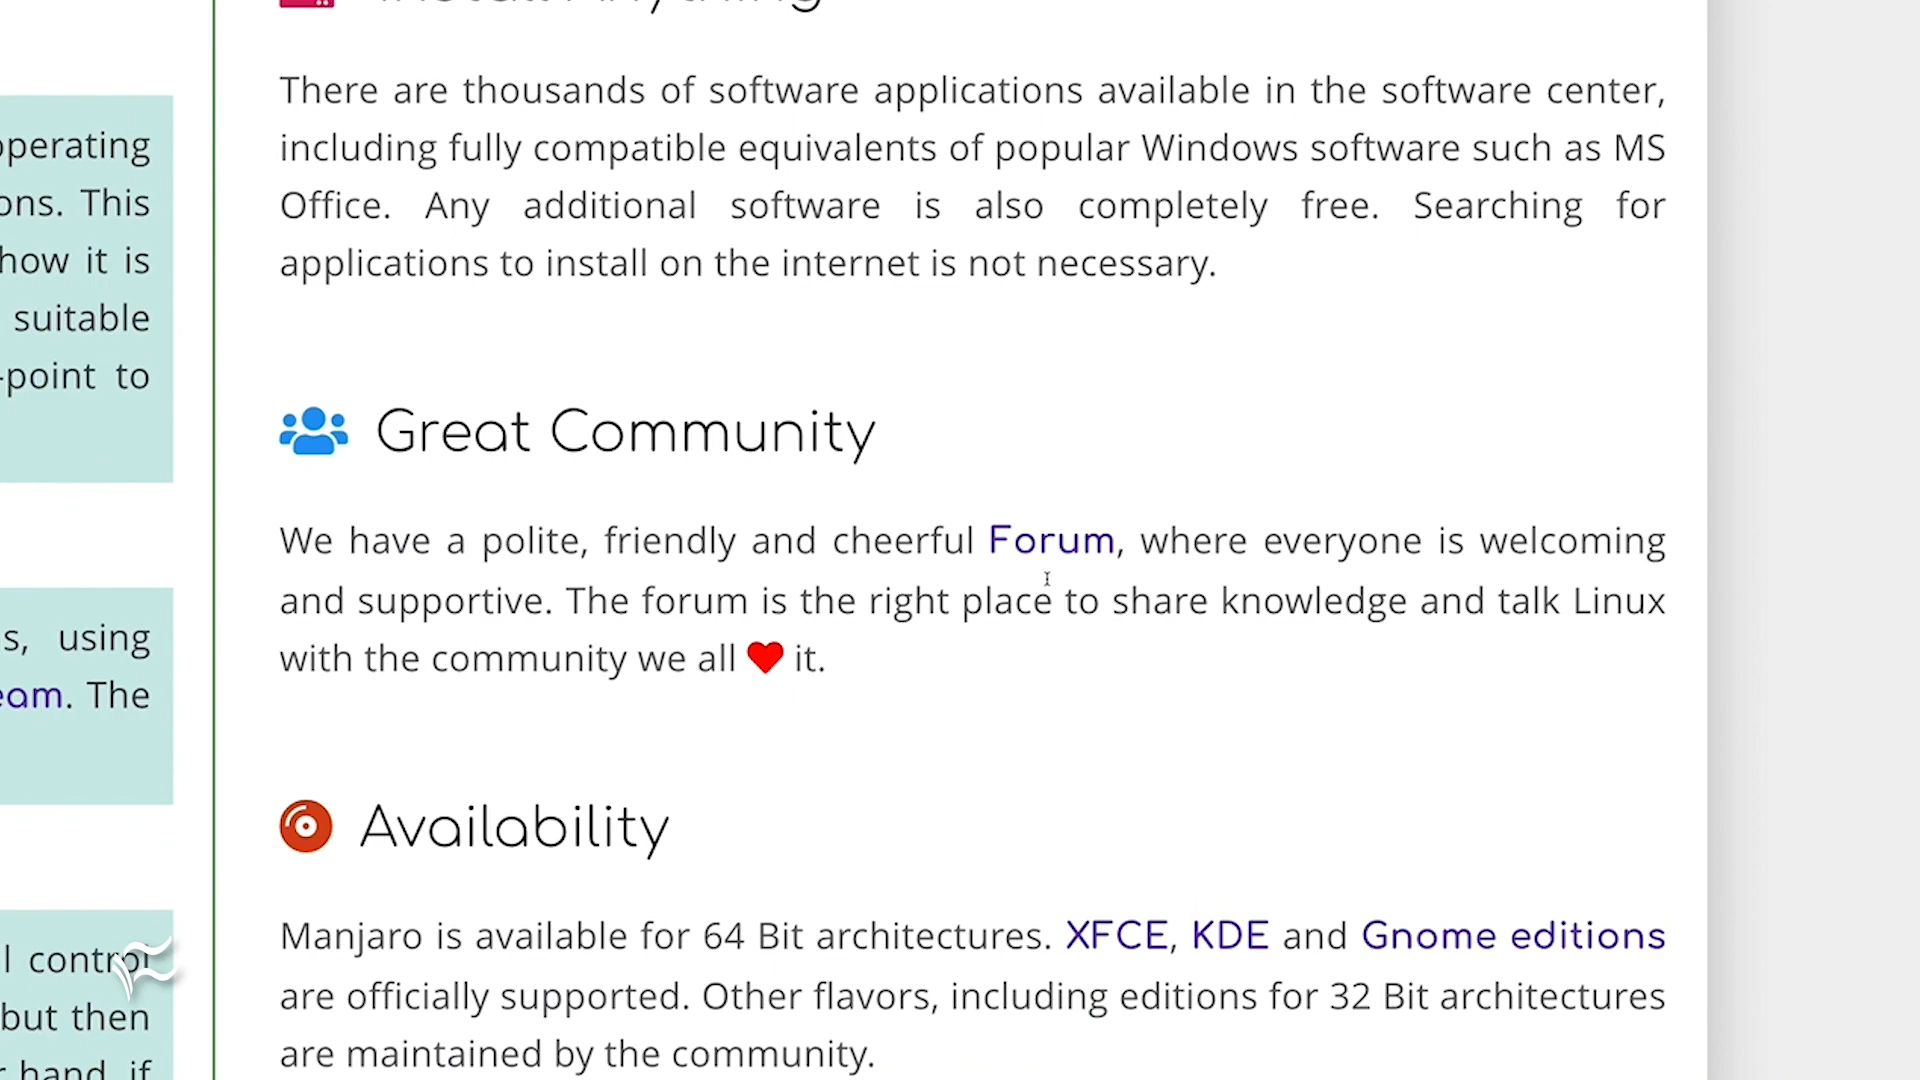 Install Anything
There are thousands of software applications available in the software center,
including fully compatible equivalents of popular Windows software such as MS
Office. Any additional software is also completely free. Searching for
applications to install on the internet is not necessary.
Great Community
We have a polite, friendly and cheerful Forum, where everyone is welcoming
and supportive. The forum is the right place to share knowledge and talk Linux
with the community we all ❤ it.
Availability
Manjaro is available for 64 Bit architectures. XFCE, KDE and Gnome editions
are officially supported. Other flavors, including editions for 32 Bit architectures
are maintained by the community.
operating
ons. This
how it is
suitable
-point to
s, using
eam. The
l control
but then
r hand, if